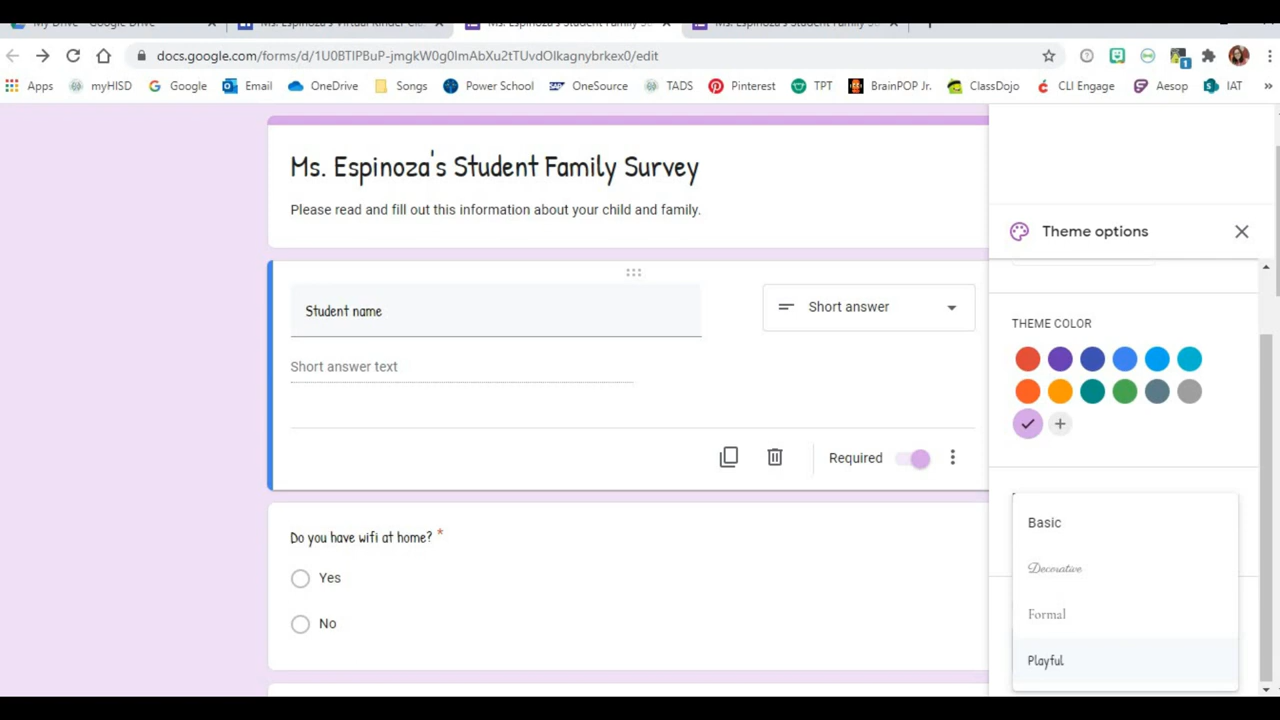 My Drive - Google Drive
Ms. Espinoza's Virtual Kinder Cl
Ms. Espinoza's Student Family S
Ms. Espinoza's Student Family Su
docs.google.com/forms/d/1U0BTlPBuP-jmgkW0g0ImAbXu2tTUvdOlkagnybrkex0/edit
1
Apps
myHISD
Google
Email
OneDrive
Songs
Power School
OneSource
TADS
Pinterest
TPT
BrainPOP Jr.
ClassDojo
CLI Engage
Aesop
IAT
»
Ms. Espinoza's Student Family Survey
Please read and fill out this information about your child and family.
Student name
Short answer
Short answer text
Required
Do you have wifi at home? *
Yes
No
Theme options
THEME COLOR
Basic
Decorative
Formal
Playful